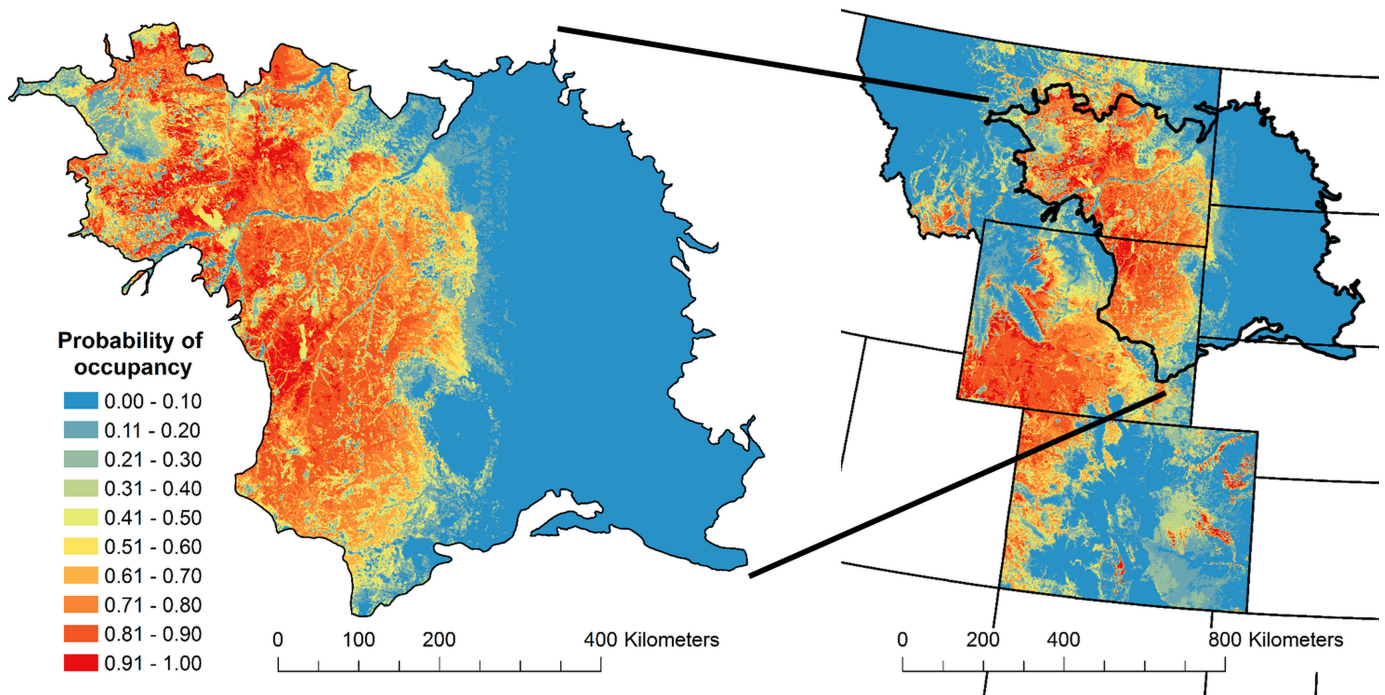 Probability of
occupancy
0.00 - 0.10
0.11 - 0.20
0.21 - 0.30
0.31 - 0.40
0.41 - 0.50
0.51 - 0.60
0.61 - 0.70
0.71 - 0.80
0.81 - 0.90
0.91 - 1.00
0 100 200 400 Kilometers
0 200 400 800 Kilometers